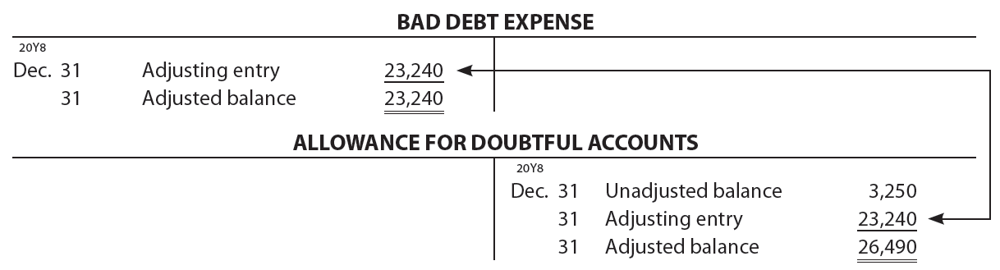 BAD DEBT EXPENSE
20Y8
Dec. 31 Adjusting entry 23,240
31 Adjusted balance 23,240
ALLOWANCE FOR DOUBTFUL ACCOUNTS
20Y8
Dec. 31 Unadjusted balance 3,250
31 Adjusting entry 23,240
31 Adjusted balance 26,490